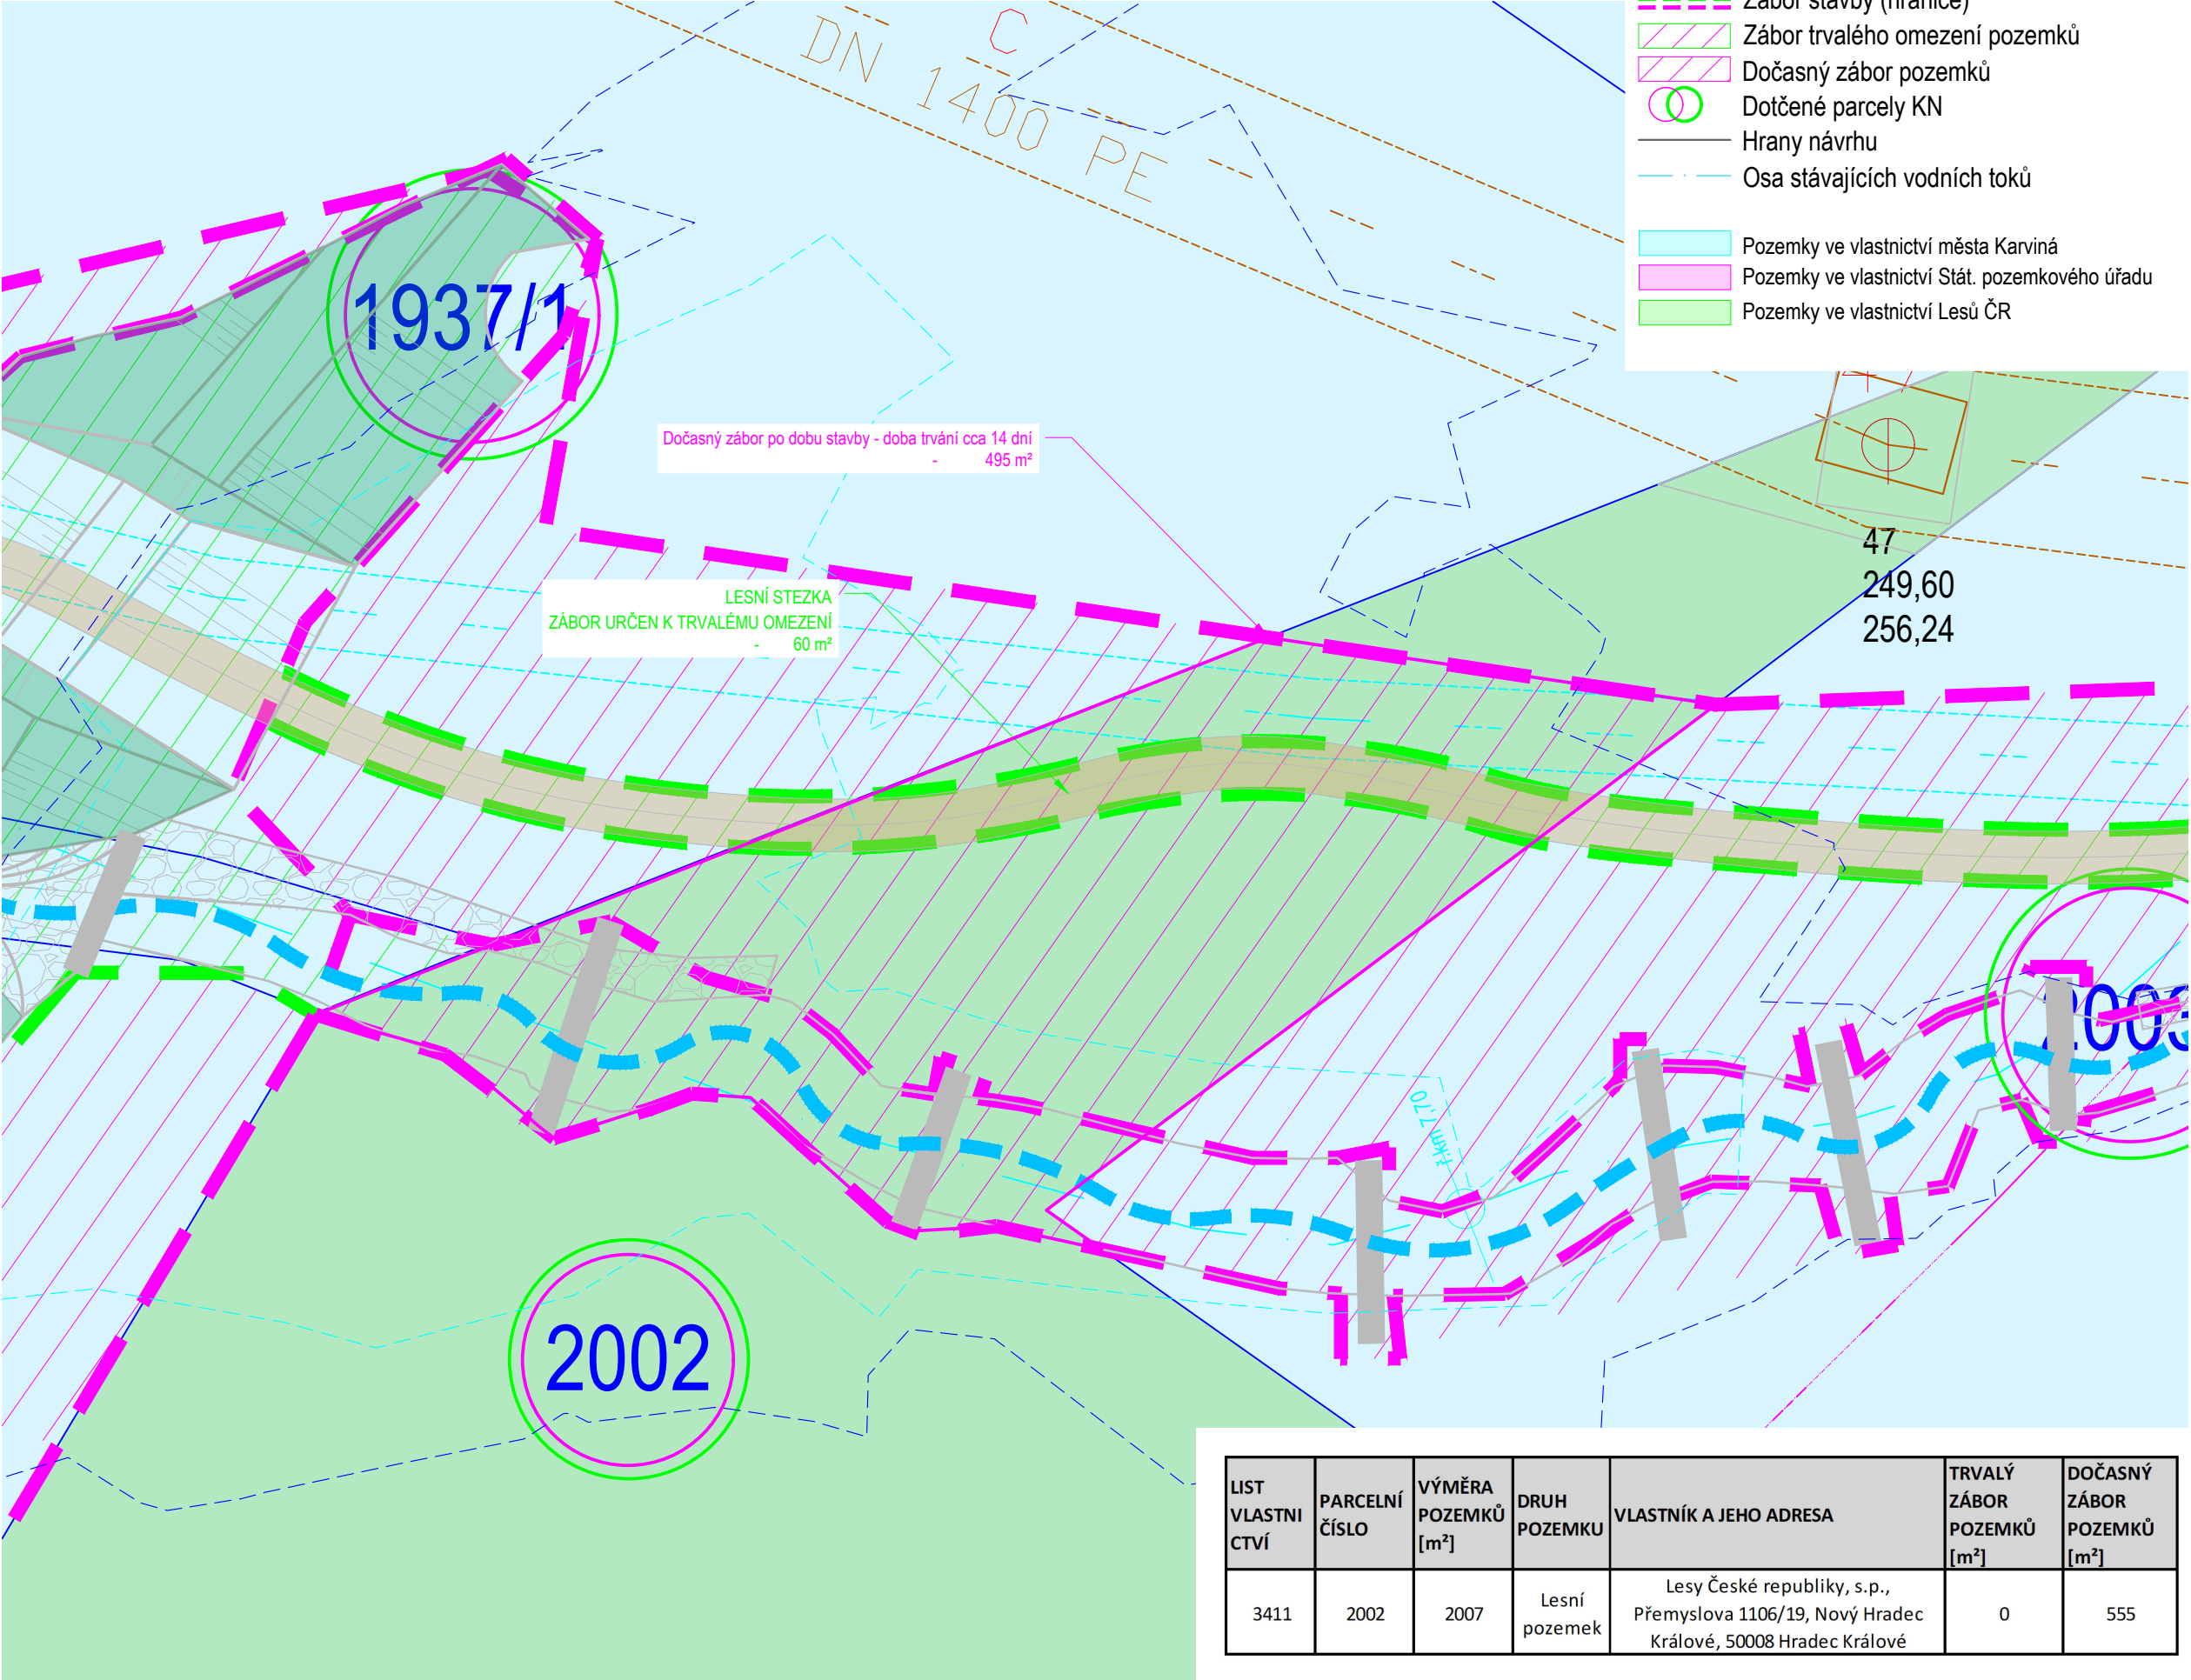 Zábor stavby (hranice)
Zábor trvalého omezení pozemků
Dočasný zábor pozemků
Dotčené parcely KN
Hrany návrhu
Osa stávajících vodních toků
Pozemky ve vlastnictví města Karviná
Pozemky ve vlastnictví Stát. pozemkového úřadu
Pozemky ve vlastnictví Lesů ČR
C
DN 1400 PE
1937/1
Dočasný zábor po dobu stavby - doba trvání cca 14 dní
- 495 m²
47
249,60
256,24
LESNÍ STEZKA
ZÁBOR URČEN K TRVALÉMU OMEZENÍ
- 60 m²
2003
ř.km 7,70
2002
LIST VLASTNI CTVÍ
PARCELNÍ ČÍSLO
VÝMĚRA POZEMKŮ [m²]
DRUH POZEMKU
VLASTNÍK A JEHO ADRESA
TRVALÝ ZÁBOR POZEMKŮ [m²]
DOČASNÝ ZÁBOR POZEMKŮ [m²]
3411
2002
2007
Lesní pozemek
Lesy České republiky, s.p.,
Přemyslova 1106/19, Nový Hradec
Králové, 50008 Hradec Králové
0
555